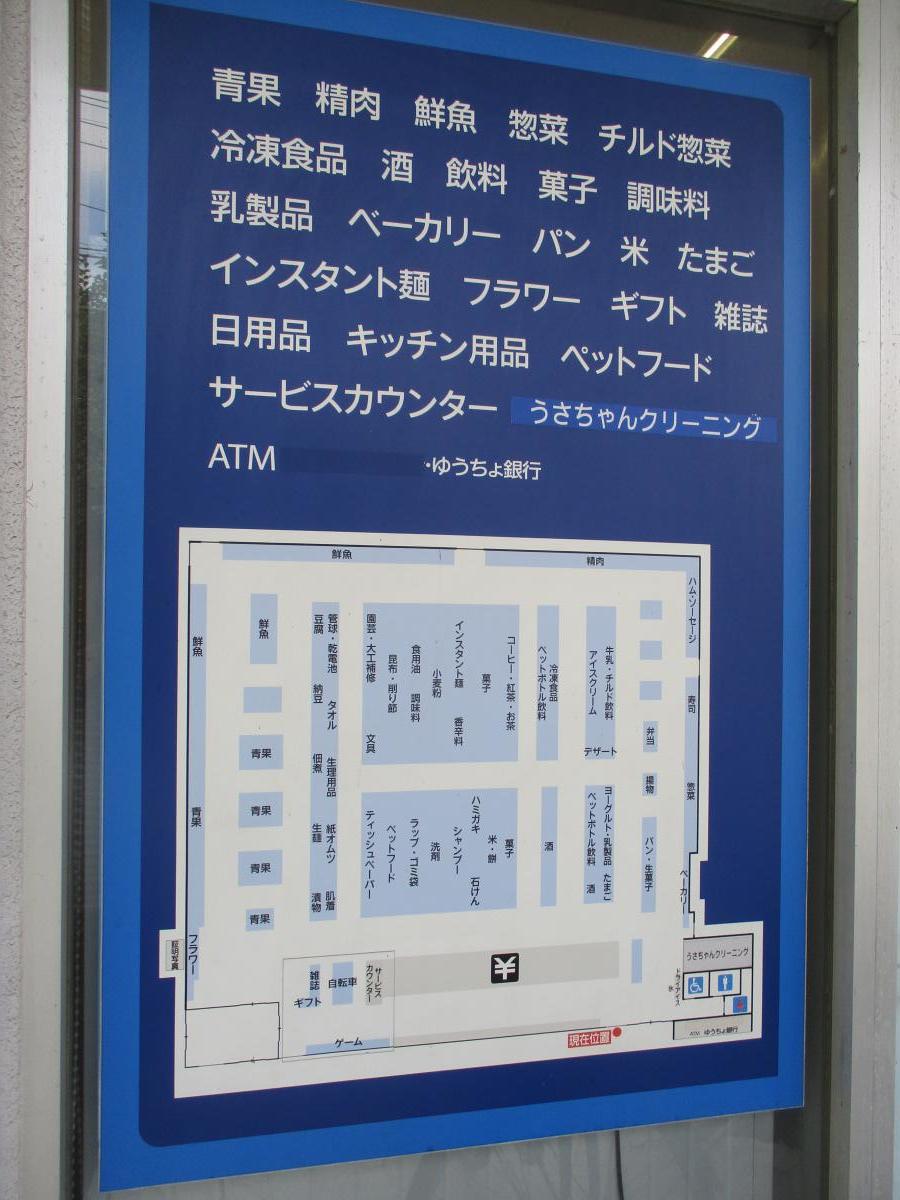 青果 精肉 鮮魚 惣菜 チルド惣菜
冷凍食品 酒 飲料 菓子 調味料
乳製品 ベーカリー パン 米 たまご
インスタント麺 フラワー ギフト 雑誌
日用品 キッチン用品 ペットフード
サービスカウンター うさちゃんクリーニング
ATM ・ゆうちょ銀行
鮮魚
精肉
ハム・ソーセージ
鮮魚
鮮魚
豆腐
管球・乾電池
納豆
タオル
佃煮
生理用品
生麺
紙オムツ
漬物
肌着
園芸・大工補修
文具
昆布・削り節
食用油
調味料
小麦粉
インスタント麺
香辛料
菓子
コーヒー・紅茶・お茶
ペットボトル飲料
冷凍食品
アイスクリーム
牛乳・チルド飲料
デザート
弁当
寿司
揚物
惣菜
青果
青果
青果
青果
青果
ティッシュペーパー
ペットフード
ラップ・ゴミ袋
洗剤
シャンプー
ハミガキ
石けん
米・餅
菓子
酒
ペットボトル飲料
酒
ヨーグルト・乳製品
たまご
パン・生菓子
ベーカリー
証明写真
フラワー
雑誌
ギフト
自転車
サービス
カウンター
¥
ゲーム
現在位置
ドライアイス
氷
うさちゃんクリーニング
ATM ゆうちょ銀行